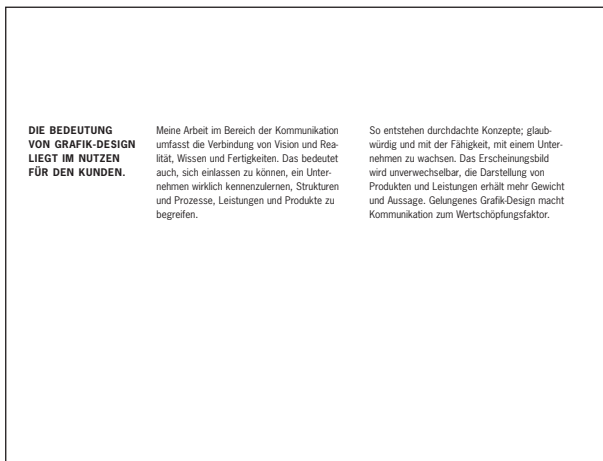 DIE BEDEUTUNG
VON GRAFIK-DESIGN
LIEGT IM NUTZEN
FÜR DEN KUNDEN.
Meine Arbeit im Bereich der Kommunikation
umfasst die Verbindung von Vision und Rea-
lität, Wissen und Fertigkeiten. Das bedeutet
auch, sich einlassen zu können, ein Unter-
nehmen wirklich kennenzulernen, Strukturen
und Prozesse, Leistungen und Produkte zu
begreifen.
So entstehen durchdachte Konzepte; glaub-
würdig und mit der Fähigkeit, mit einem Unter-
nehmen zu wachsen. Das Erscheinungsbild
wird unverwechselbar, die Darstellung von
Produkten und Leistungen erhält mehr Gewicht
und Aussage. Gelungenes Grafik-Design macht
Kommunikation zum Wertschöpfungsfaktor.